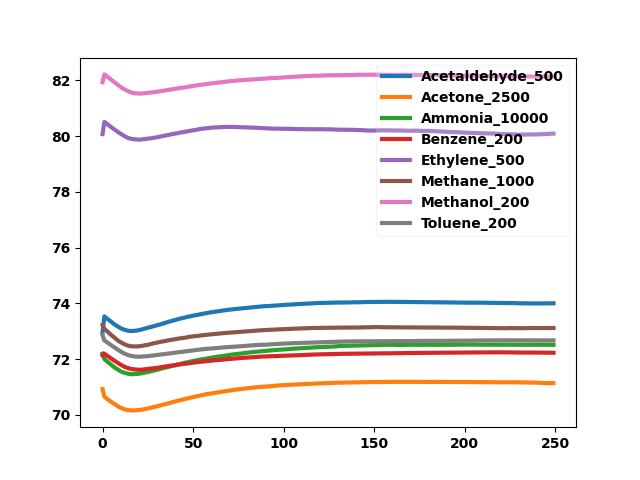 82
80
78
76
74
72
70
0
50
100
150
200
250
Acetaldehyde_500
Acetone_2500
Ammonia_10000
Benzene_200
Ethylene_500
Methane_1000
Methanol_200
Toluene_200